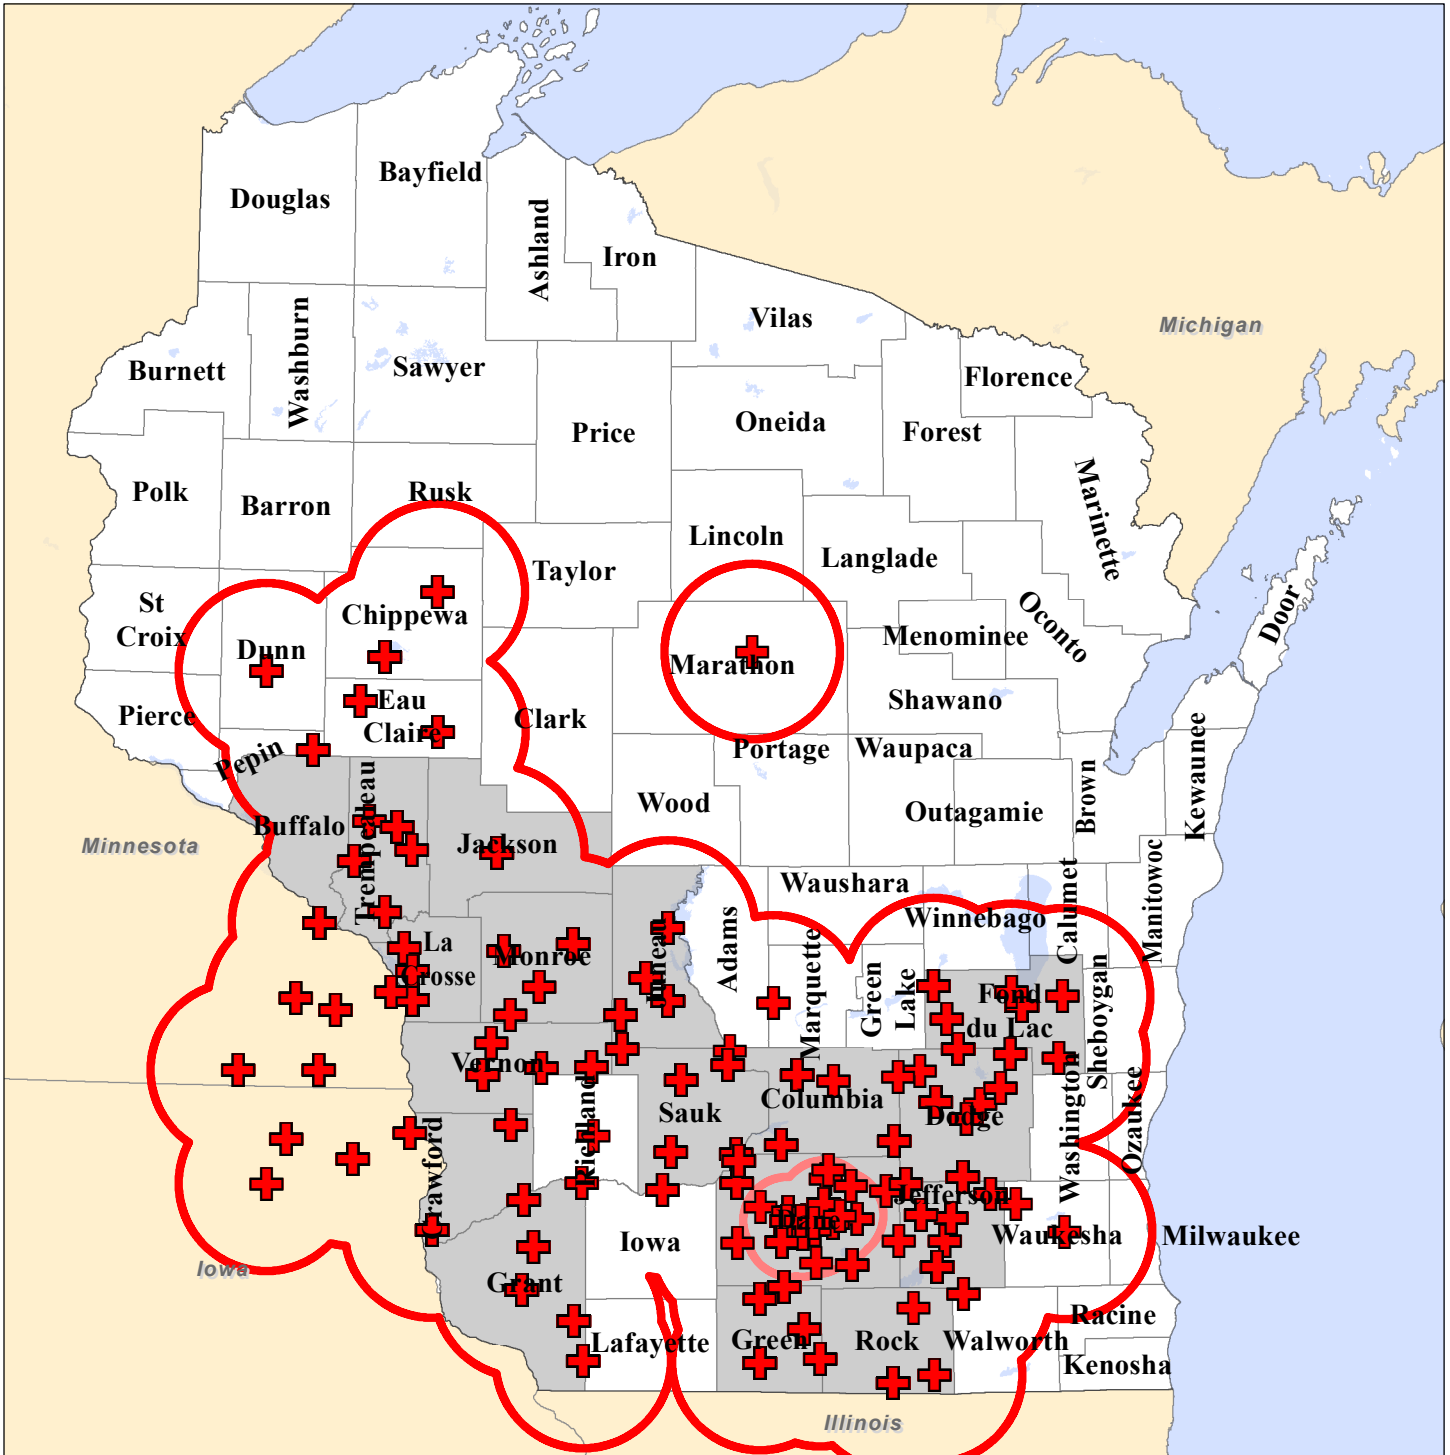 Bayfield
Douglas
Ashland
Iron
Vilas
Michigan
Washburn
Burnett
Sawyer
Florence
Oneida
Price
Forest
Polk
Rusk
Barron
Marinette
Lincoln
Langlade
Taylor
St
Croix
Chippewa
Door
Oconto
Menominee
Dunn
Marathon
Eau
Claire
Shawano
Pierce
Clark
Pepin
Portage
Waupaca
Kewaunee
Brown
Wood
Outagamie
Buffalo
Trempeleau
Jackson
Minnesota
Waushara
Winnebago
Calumet
Manitowoc
La
Crosse
Monroe
Juneau
Adams
Marquette
Green
Lake
Fond
du Lac
Sheboygan
Vernon
Richland
Sauk
Columbia
Dodge
Washington
Ozaukee
Crawford
Dane
Jefferson
Waukesha
Milwaukee
Iowa
Iowa
Grant
Lafayette
Green
Rock
Walworth
Racine
Kenosha
Illinois